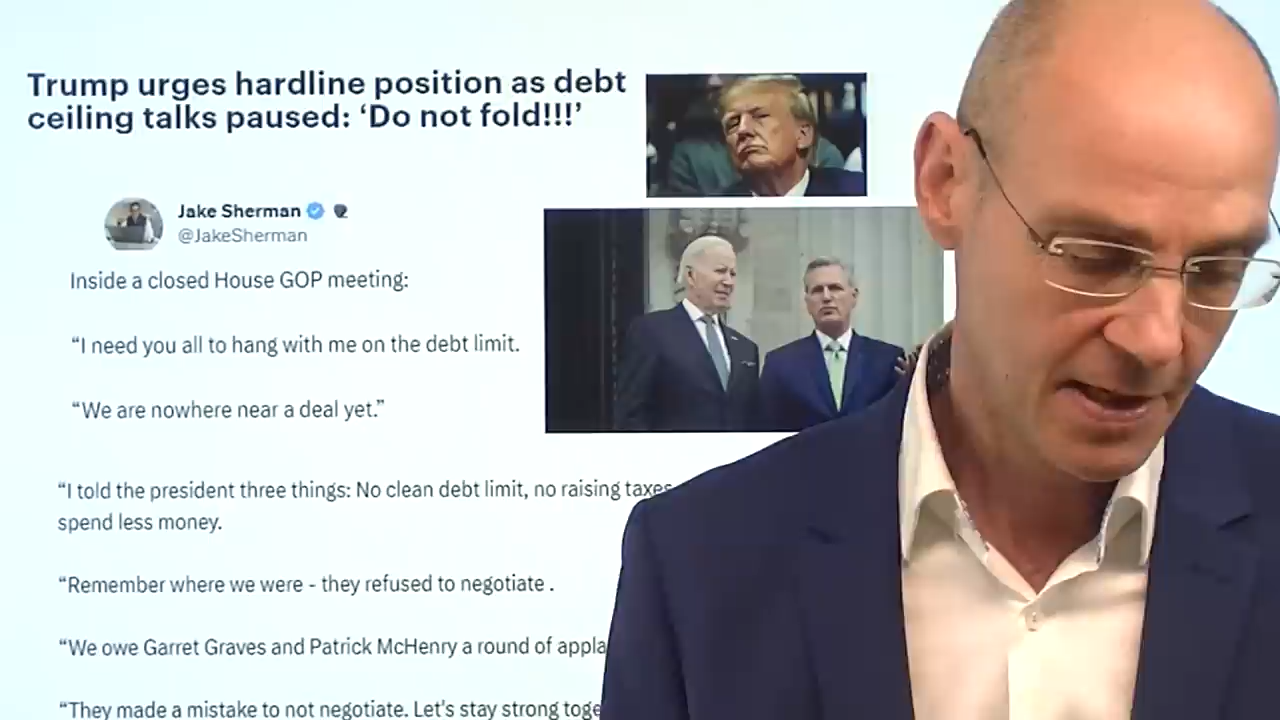 Trump urges hardline position as debt
ceiling talks paused: ‘Do not fold!!!’
Jake Sherman
@JakeSherman
Inside a closed House GOP meeting:
“I need you all to hang with me on the debt limit.
“We are nowhere near a deal yet.”
“I told the president three things: No clean debt limit, no raising taxes
spend less money.
“Remember where we were - they refused to negotiate .
“We owe Garret Graves and Patrick McHenry a round of
“They made a mistake to not negotiate. Let's stay strong